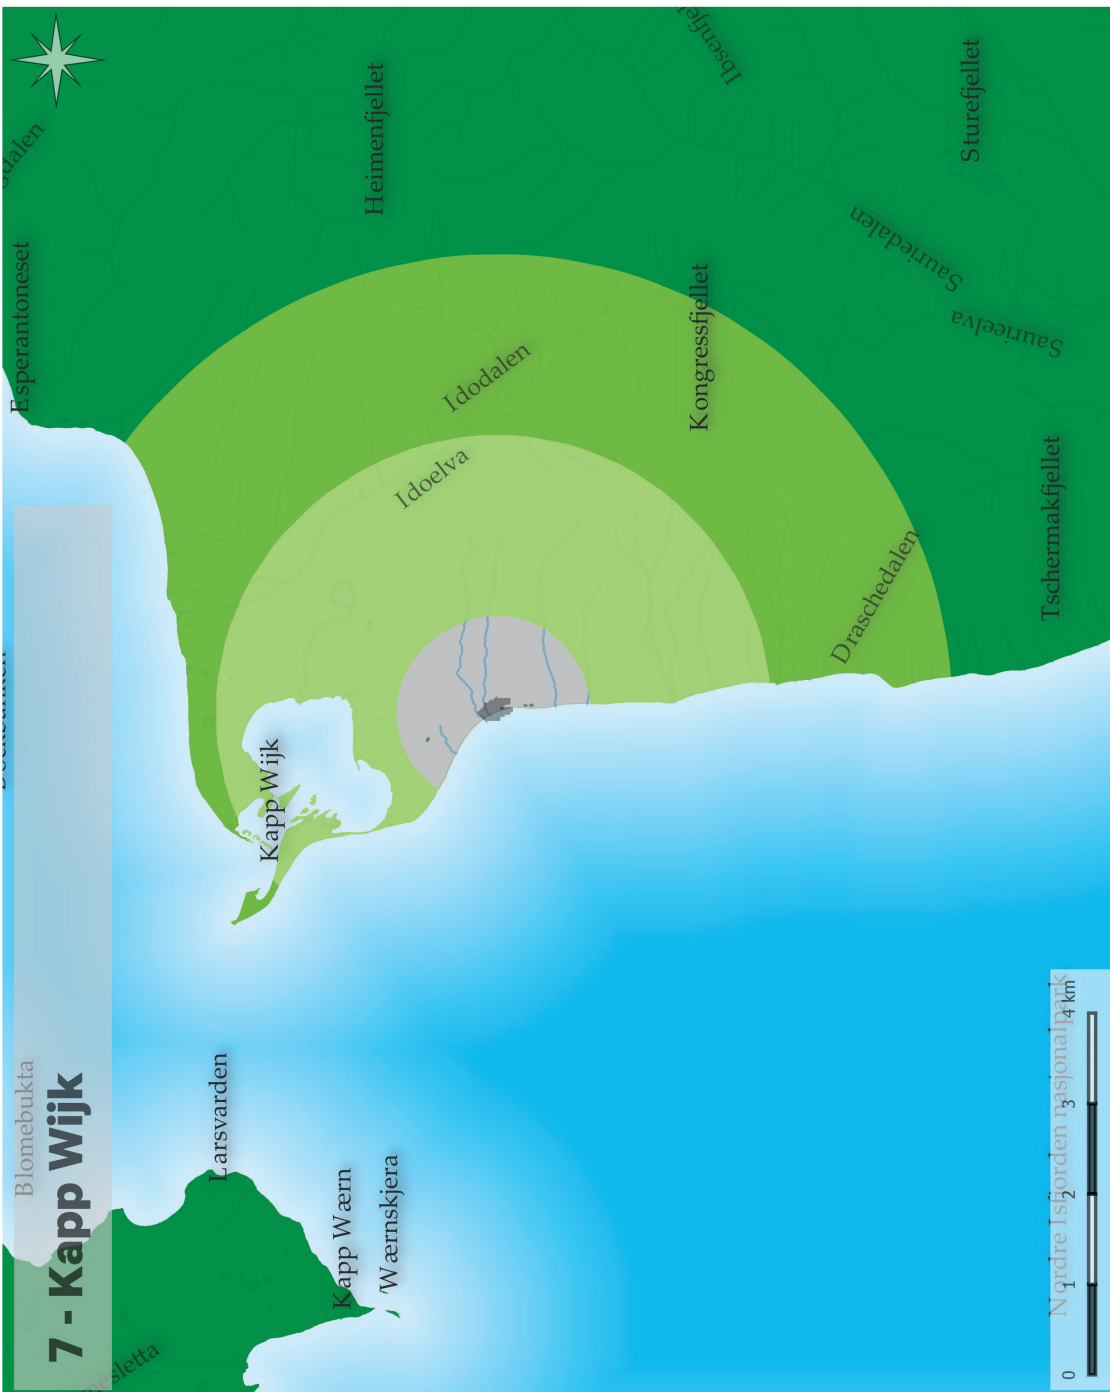 Blomebukta
Esperantoneset
7 - Kapp Wijk
Larsvarden
Kapp Wijk
Kapp Wærn
Heimenfjellet
Wærnskjera
Idoelva
Idodalen
Kongressfjellet
Ibsenfjel
Draschedalen
Sauriedalen
Sturefjellet
Saurieelva
Tschermakfjellet
Nordre Isfjorden nasjonalpark
0 1 2 3 4 km